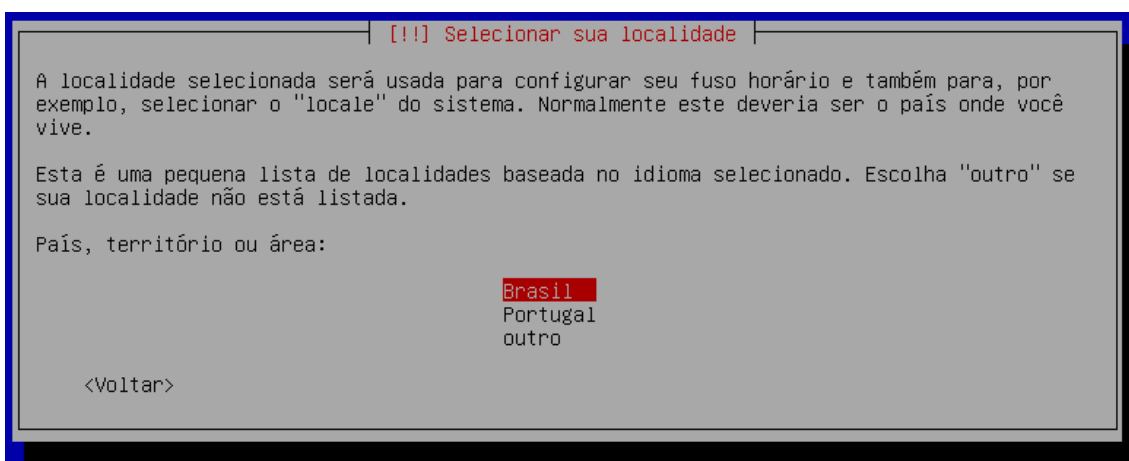 [!!] Selecionar sua localidade
A localidade selecionada será usada para configurar seu fuso horário e também para, por
exemplo, selecionar o "locale" do sistema. Normalmente este deveria ser o país onde você
vive.
Esta é uma pequena lista de localidades baseada no idioma selecionado. Escolha "outro" se
sua localidade não está listada.
País, território ou área:
Brasil
Portugal
outro
<Voltar>